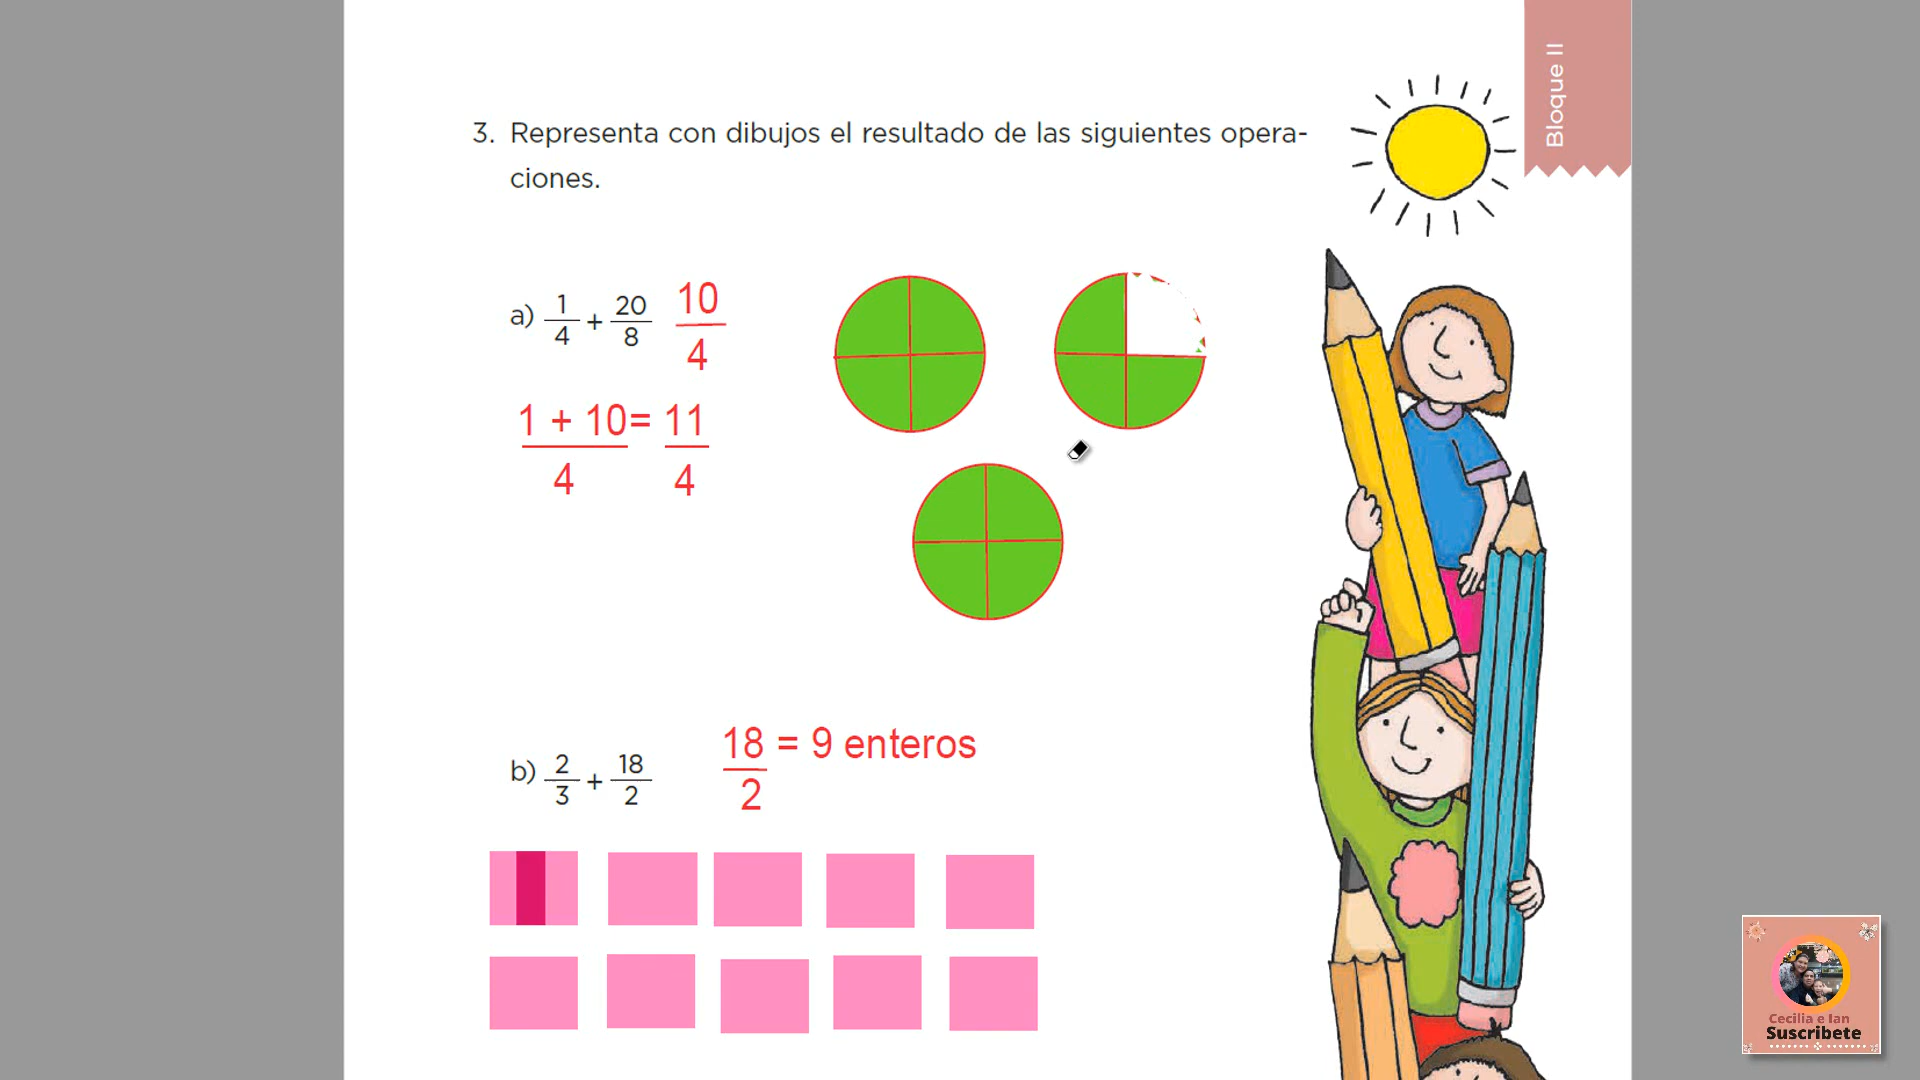 Bloque II
3. Representa con dibujos el resultado de las siguientes opera-
ciones.
a) 1/4 + 20/8 10/4
1 + 10/4 = 11/4
b) 2/3 + 18/2 18/2 = 9 enteros
Cecilia e Ian
Suscribete